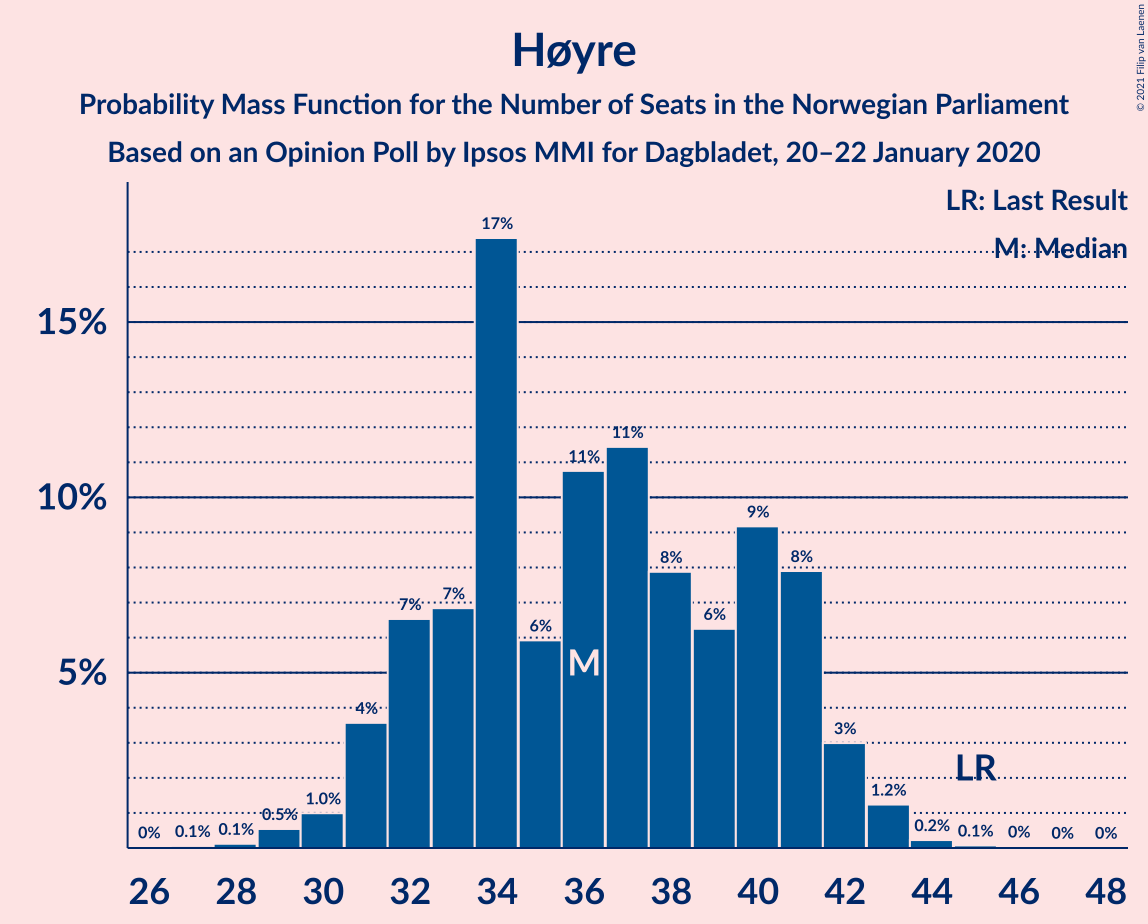 Høyre
Probability Mass Function for the Number of Seats in the Norwegian Parliament
Based on an Opinion Poll by Ipsos MMI for Dagbladet, 20–22 January 2020
© 2021 Filip van Laenen
LR: Last Result
M: Median
15%
10%
5%
0%
0.1%
0.1%
0.5%
1.0%
4%
7%
7%
17%
6%
11%
11%
8%
6%
9%
8%
3%
1.2%
0.2%
0.1%
0%
0%
0%
M
LR
26 28 30 32 34 36 38 40 42 44 46 48